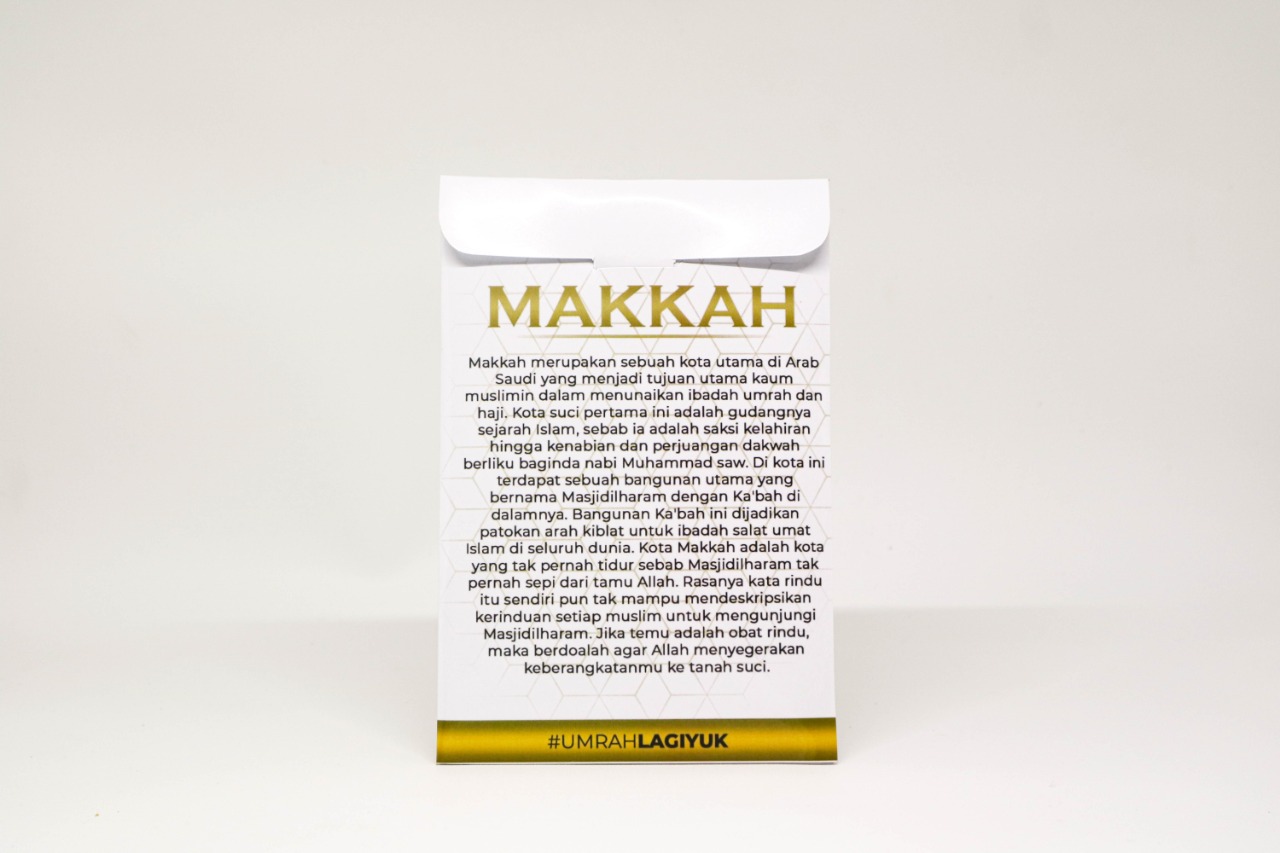 MAKKAH
Makkah merupakan sebuah kota utama di Arab
Saudi yang menjadi tujuan utama kaum
muslimin dalam menunaikan ibadah umrah dan
haji. Kota suci pertama ini adalah gudangnya
sejarah Islam, sebab ia adalah saksi kelahiran
hingga kenabian dan perjuangan dakwah
berliku baginda nabi Muhammad saw. Di kota ini
terdapat sebuah bangunan utama yang
bernama Masjidilharam dengan Ka'bah di
dalamnya. Bangunan Ka'bah ini dijadikan
patokan arah kiblat untuk ibadah salat umat
Islam di seluruh dunia. Kota Makkah adalah kota
yang tak pernah tidur sebab Masjidilharam tak
pernah sepi dari tamu Allah. Rasanya kata rindu
itu sendiri pun tak mampu mendeskripsikan
kerinduan setiap muslim untuk mengunjungi
Masjidilharam. Jika temu adalah obat rindu,
maka berdoalah agar Allah menyegerakan
keberangkatanmu ke tanah suci.
#UMRAHLAGIYUK